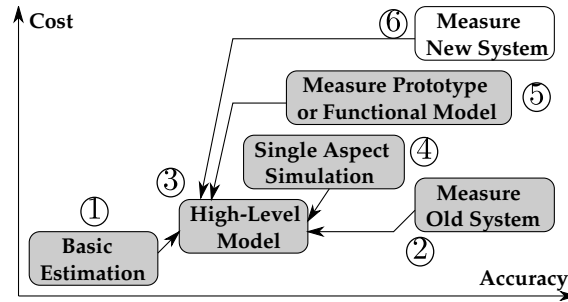 Cost
⑥
Measure
New System
Measure Prototype
or Functional Model
⑤
Single Aspect
Simulation
④
③
High-Level
Model
Measure
Old System
②
①
Basic
Estimation
Accuracy